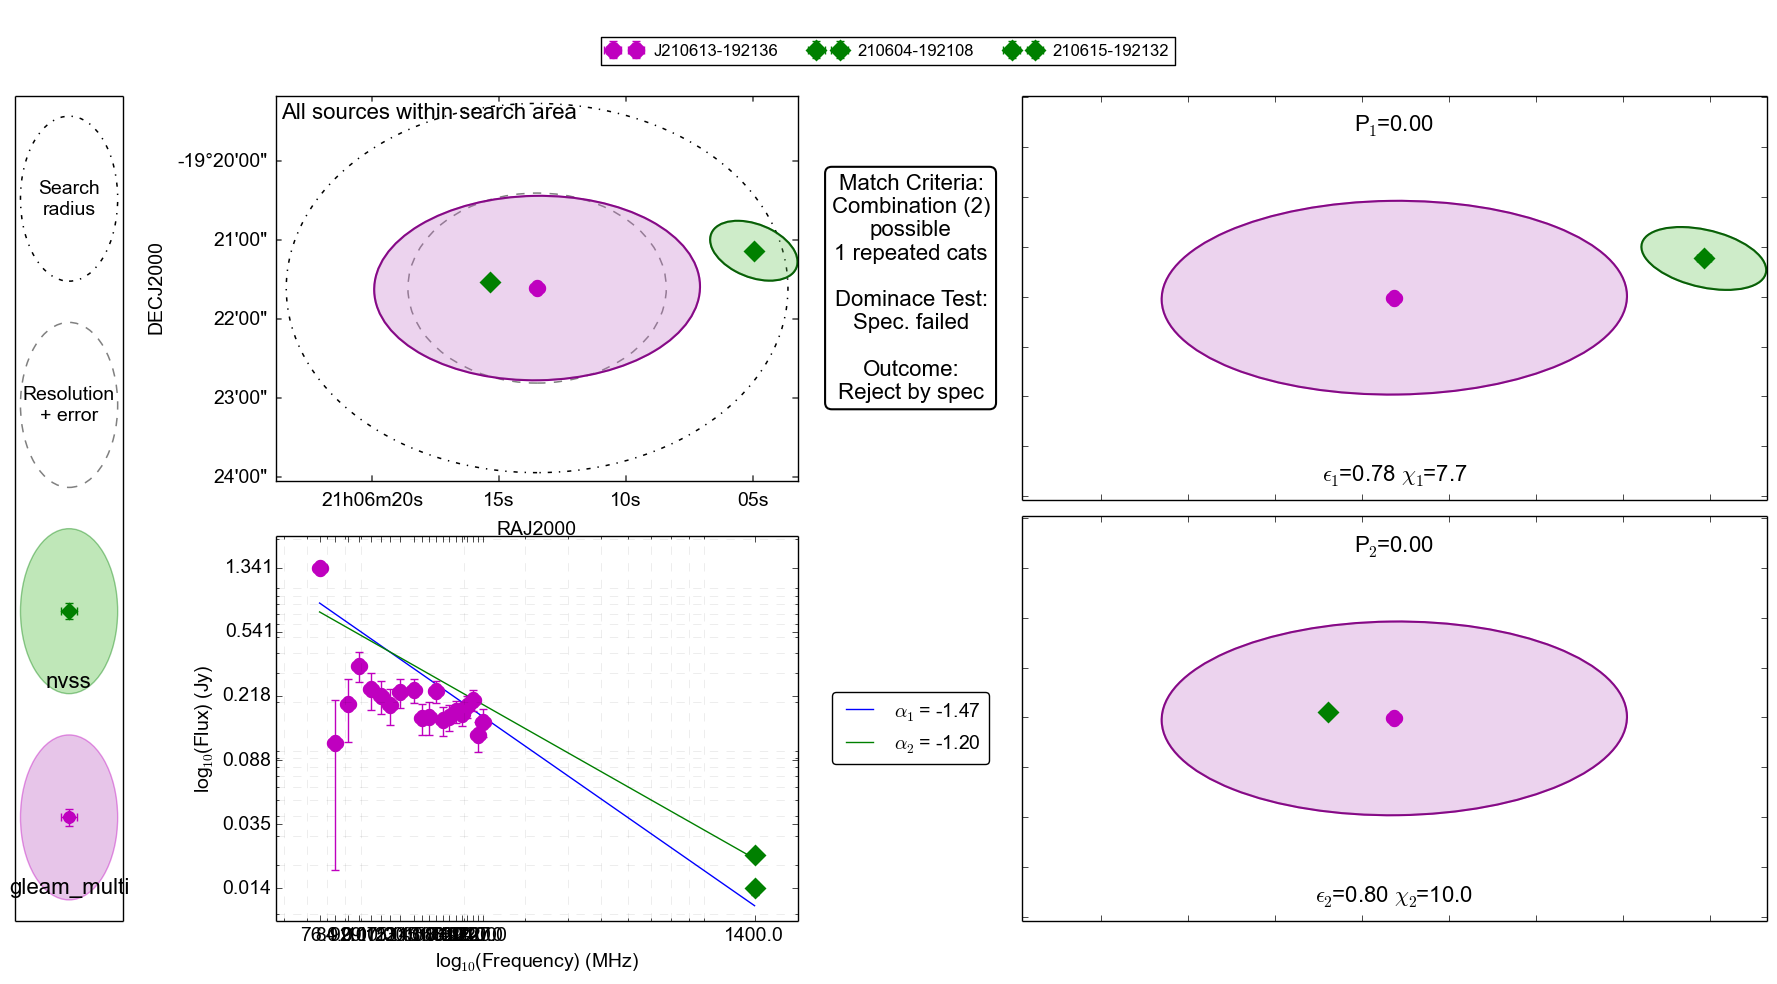 J210613-192136 210604-192108 210615-192132
Search
radius
Resolution
+ error
nvss
gleam_multi
All sources within search area
DECJ2000
-19°20'00"
21'00"
22'00"
23'00"
24'00"
21h06m20s 15s 10s 05s
RAJ2000
Match Criteria:
Combination (2)
possible
1 repeated cats
Dominace Test:
Spec. failed
Outcome:
Reject by spec
P₁=0.00
ϵ₁=0.78 χ₁=7.7
log₁₀(Flux) (Jy)
1.341
0.541
0.218
0.088
0.035
0.014
1400.0
log₁₀(Frequency) (MHz)
α₁ = -1.47
α₂ = -1.20
P₂=0.00
ϵ₂=0.80 χ₂=10.0